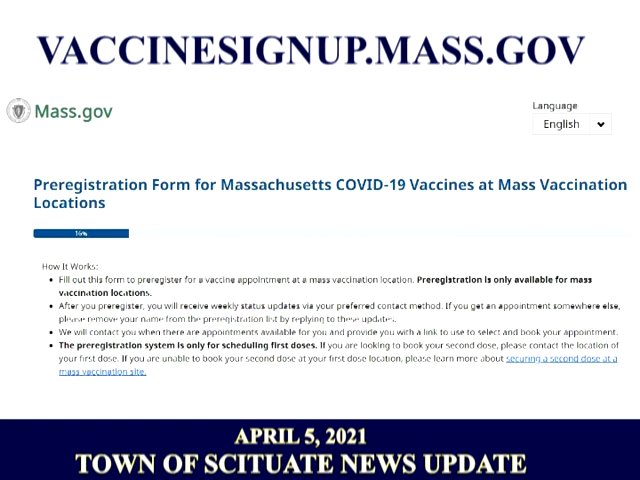 VACCINESIGNUP.MASS.GOV
Mass.gov
Language
English
Preregistration Form for Massachusetts COVID-19 Vaccines at Mass Vaccination
Locations
16%
How It Works:
Fill out this form to preregister for a vaccine appointment at a mass vaccination location. Preregistration is only available for mass
vaccination locations.
After you preregister, you will receive weekly status updates via your preferred contact method. If you get an appointment somewhere else,
please remove your name from the preregistration list by replying to these updates.
We will contact you when there are appointments available for you and provide you with a link to use to select and book your appointment.
The preregistration system is only for scheduling first doses. If you are looking to book your second dose, please contact the location of
your first dose. If you are unable to book your second dose at your first dose location, please learn more about securing a second dose at a
mass vaccination site.
APRIL 5, 2021
TOWN OF SCITUATE NEWS UPDATE